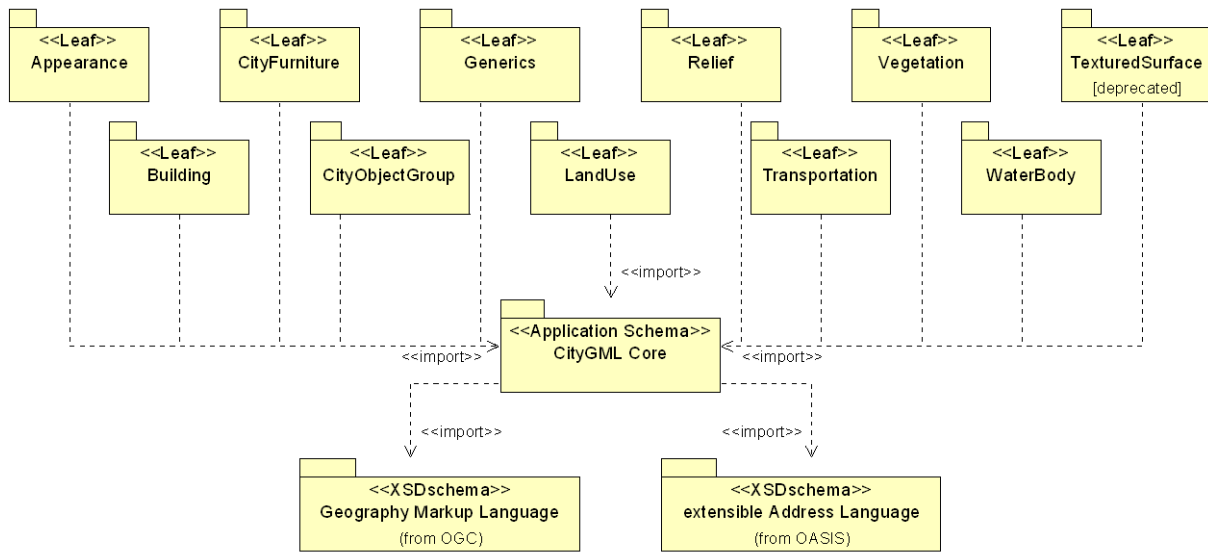 <<Leaf>>
Appearance
<<Leaf>>
CityFurniture
<<Leaf>>
Generics
<<Leaf>>
Relief
<<Leaf>>
Vegetation
<<Leaf>>
TexturedSurface
[deprecated]
<<Leaf>>
Building
<<Leaf>>
CityObjectGroup
<<Leaf>>
LandUse
<<Leaf>>
Transportation
<<Leaf>>
WaterBody
<<import>>
<<Application Schema>>
CityGML Core
<<import>>
<<import>>
<<import>>
<<import>>
<<XSDschema>>
Geography Markup Language
(from OGC)
<<XSDschema>>
extensible Address Language
(from OASIS)